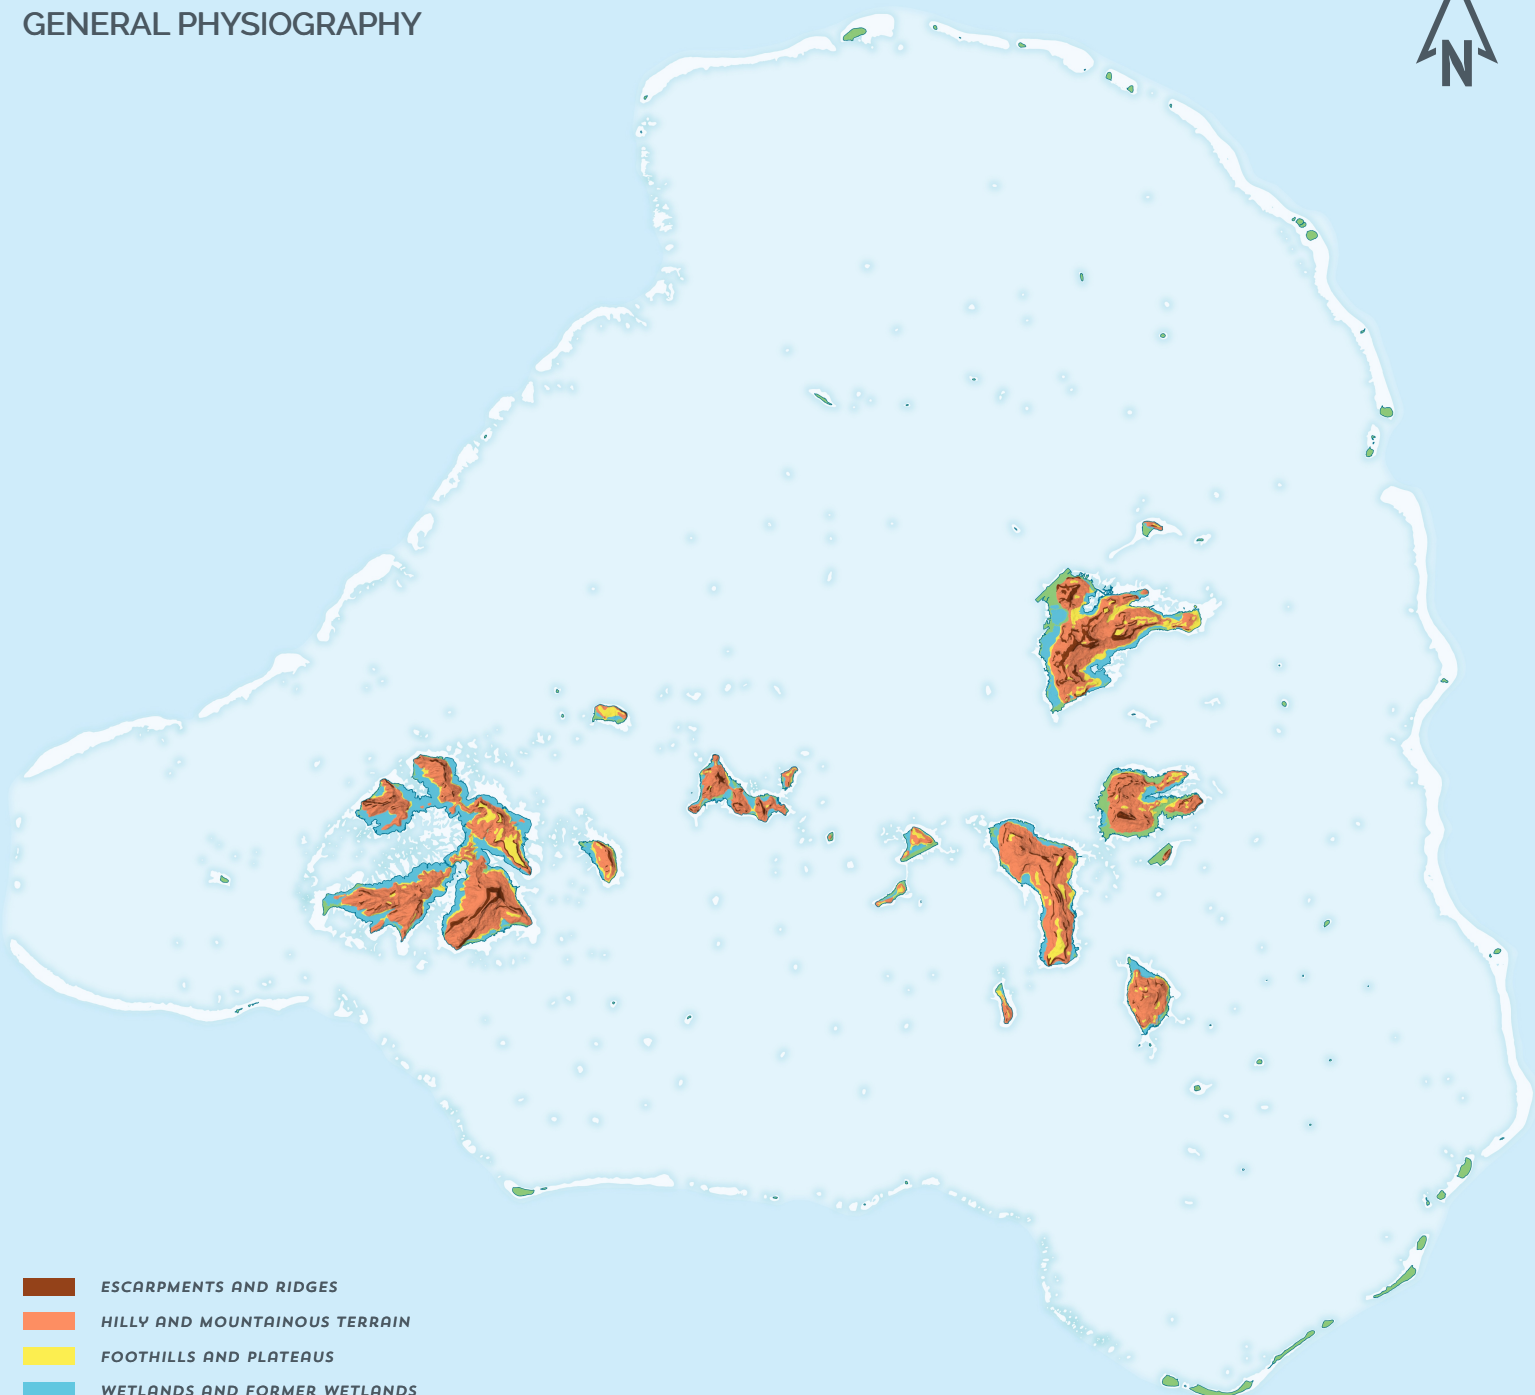 GENERAL PHYSIOGRAPHY
N
ESCARPMENTS AND RIDGES
HILLY AND MOUNTAINOUS TERRAIN
FOOTHILLS AND PLATEAUS
WETLANDS AND FORMER WETLANDS